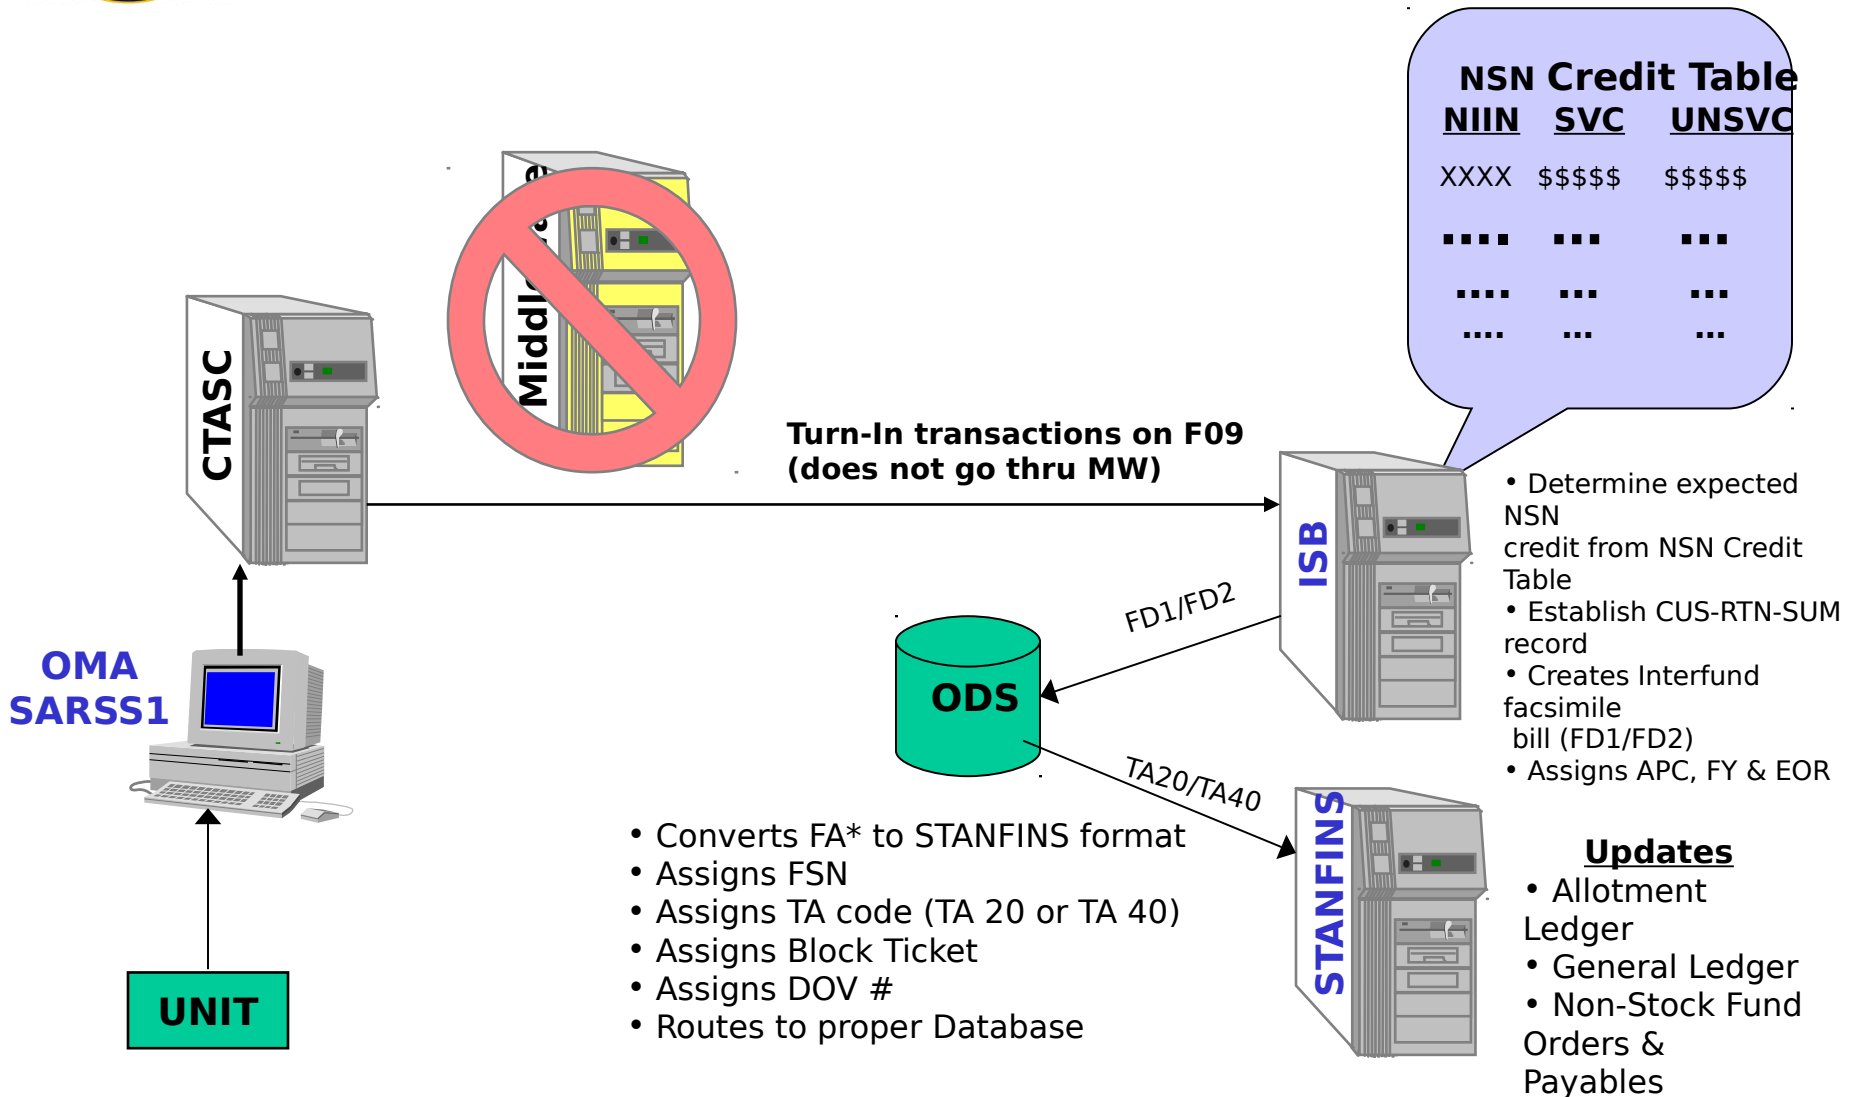 NSN Credit Table
NIIN SVC UNSVC
XXXX $$$$$ $$$$$
.... ... ...
.... ... ...
.... ... ...
CTASC
Turn-In transactions on F09
(does not go thru MW)
ISB
• Determine expected
NSN
credit from NSN Credit
Table
• Establish CUS-RTN-SUM
record
• Creates Interfund
facsimile
bill (FD1/FD2)
• Assigns APC, FY & EOR
FD1/FD2
OMA
SARSS1
ODS
TA20/TA40
STANFINS
• Converts FA* to STANFINS format
• Assigns FSN
• Assigns TA code (TA 20 or TA 40)
• Assigns Block Ticket
• Assigns DOV #
• Routes to proper Database
Updates
• Allotment
Ledger
• General Ledger
• Non-Stock Fund
Orders &
Payables
UNIT